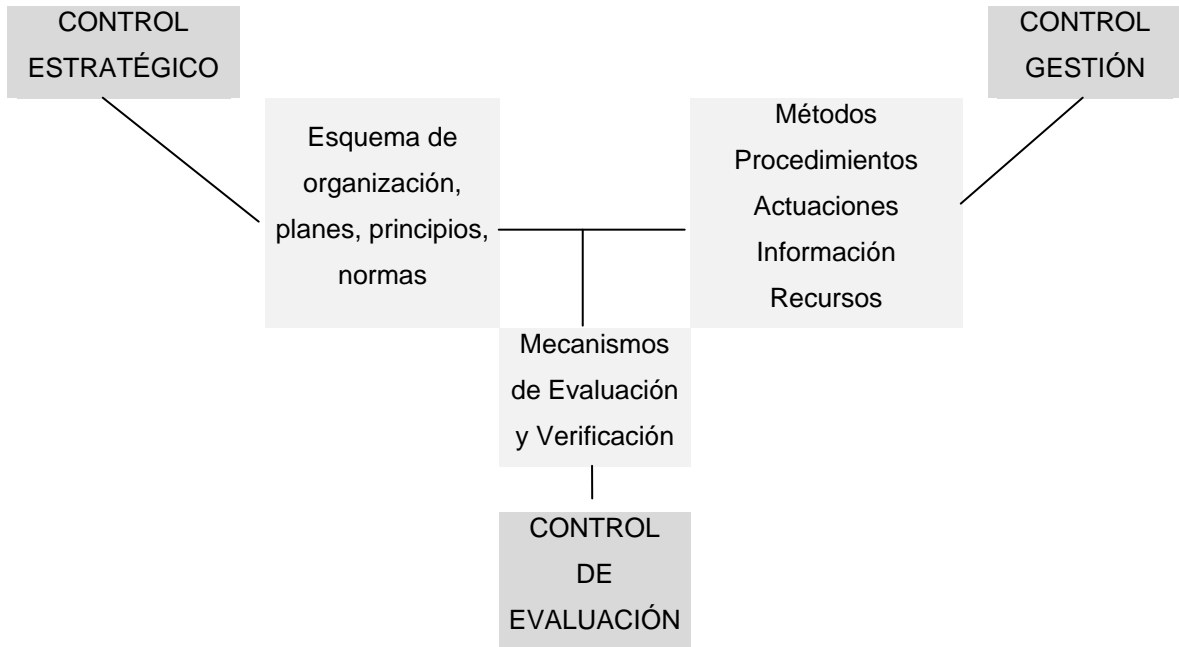 CONTROL
ESTRATÉGICO
CONTROL
GESTIÓN
Esquema de
organización,
planes, principios,
normas
Métodos
Procedimientos
Actuaciones
Información
Recursos
Mecanismos
de Evaluación
y Verificación
CONTROL
DE
EVALUACIÓN